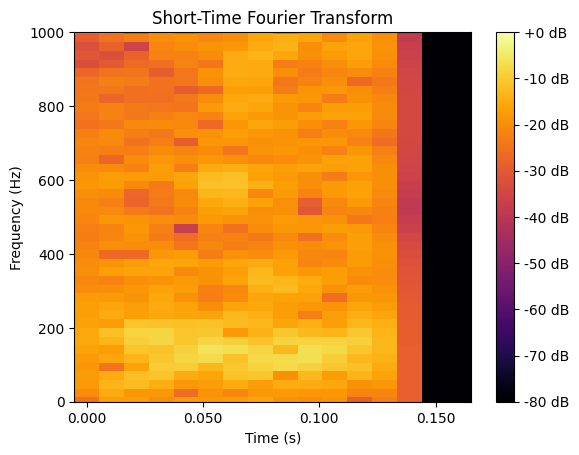 Short-Time Fourier Transform
Frequency (Hz)
1000
800
600
400
200
0
0.000
0.050
0.100
0.150
Time (s)
+0 dB
-10 dB
-20 dB
-30 dB
-40 dB
-50 dB
-60 dB
-70 dB
-80 dB